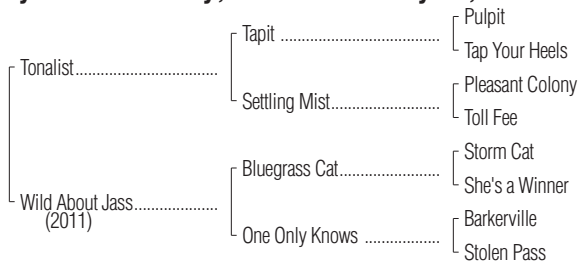 Pulpit
Tapit ................................................
Tap Your Heels
Tonalist...........................................
Pleasant Colony
Settling Mist.................................
Toll Fee
Storm Cat
Bluegrass Cat..............................
She's a Winner
Wild About Jass.........................
(2011)
Barkerville
One Only Knows ......................
Stolen Pass